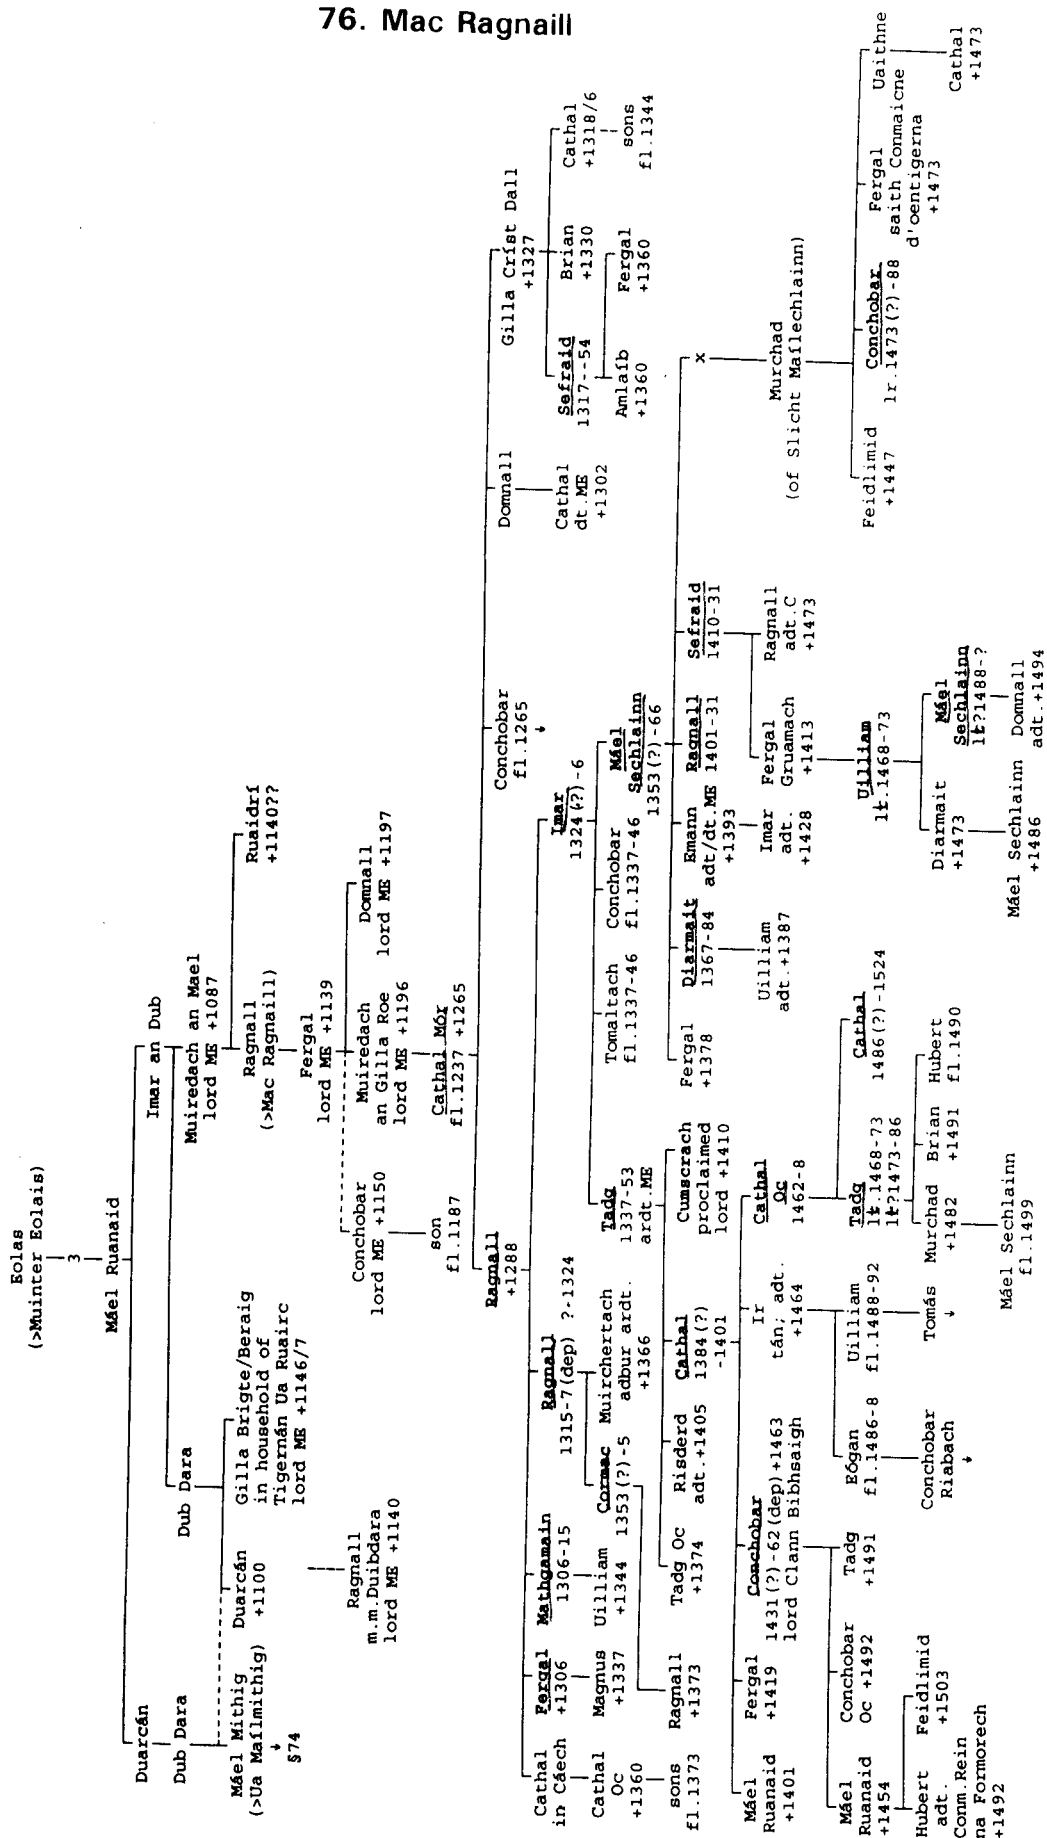 76. Mac Ragnaill
Eolas
(>Muinter Eolais)
3
Máel Ruanaid
Duarcán
Imar an Dub
Dub Dara
Dub Dara
Muiredach an Mael
lord ME +1087
Máel Mithig
(>Ua Maílmithig)
§74
Duarcán
+1100
Gilla Brigte/Beraig
in household of
Tigernán Ua Ruairc
lord ME +1146/7
Ragnall
(>Mac Ragnaill)
Ruaidrí
+1140??
Ragnall
m.m.Duibdara
lord ME +1140
Fergal
lord ME +1139
Conchobar
lord ME +1150
Muiredach
an Gilla Roe
lord ME +1196
Domnall
lord ME +1197
son
fl.1187
Cathal Mór
fl.1237 +1265
Ragnall
+1288
Conchobar
fl.1265
Domnall
Gilla Críst Dall
+1327
Cathal
in Cáech
Fergal
+1306
Mathgamain
1306-15
Ragnall
1315-7(dep) ?-1324
Imar
1324(?)-6
Cathal
dt.ME
+1302
Sefraid
1317--54
Brian
+1330
Cathal
+1318/6
Cathal
Oc
+1360
Magnus
+1337
Uilliam
+1344
Cormac
1353(?)-5
Muirchertach
adbur ardt.
+1366
Tadg
1337-53
ardt.ME
Tomaltach
fl.1337-46
Conchobar
fl.1337-46
Máel
Sechlainn
1353(?)-66
Amlaíb
+1360
Fergal
+1360
sons
fl.1344
sons
fl.1373
Ragnall
+1373
Tadg Oc
+1374
Risderd
adt.+1405
Cathal
1384(?)
-1401
Cumscrach
proclaimed
lord +1410
Fergal
+1378
Diarmait
1367-84
Emann
adt/dt.ME
+1393
Ragnall
1401-31
Sefraid
1410-31
x
Máel
Ruanaid
+1401
Fergal
+1419
Conchobar
1431(?)-62(dep)+1463
lord Clann Bibhsaigh
Ir
tán; adt.
+1464
Cathal
Oc
1462-8
Uilliam
adt.+1387
Imar
adt.
+1428
Fergal
Gruamach
+1413
Ragnall
adt.C
+1473
Murchad
(of Slicht Maílechlainn)
Máel
Ruanaid
+1454
Conchobar
Oc +1492
Tadg
+1491
Eógan
fl.1486-8
Uilliam
fl.1488-92
Tadg
lt.1468-73
lt?1473-86
Cathal
1486(?)-1524
Uilliam
lt.1468-73
Feidlimid
+1447
Conchobar
lr.1473(?)-88
Fergal
saith Conmaicne
d'oentigerna
+1473
Uaithne
Hubert
adt.
Conm.Rein
na Formorech
+1492
Feidlimid
+1503
Conchobar
Riabach
Tomás
Murchad
+1482
Brian
+1491
Hubert
fl.1490
Diarmait
+1473
Máel
Sechlainn
lt?1488-?
Cathal
+1473
Máel Sechlainn
fl.1499
Máel Sechlainn
+1486
Domnall
adt.+1494